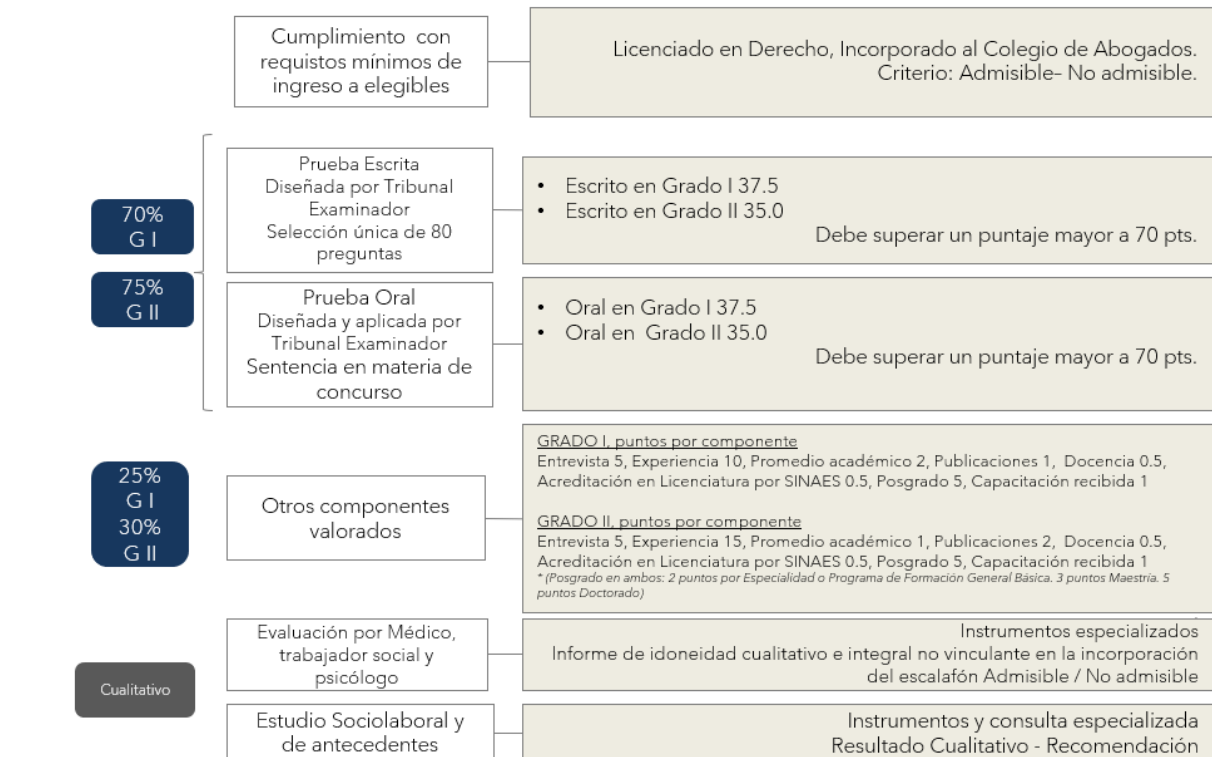 Cumplimiento con
requistos mínimos de
ingreso a elegibles
Licenciado en Derecho, Incorporado al Colegio de Abogados.
Criterio: Admisible– No admisible.
70%
G I
75%
G II
Prueba Escrita
Diseñada por Tribunal
Examinador
Selección única de 80
preguntas
• Escrito en Grado I 37.5
• Escrito en Grado II 35.0
Debe superar un puntaje mayor a 70 pts.
Prueba Oral
Diseñada y aplicada por
Tribunal Examinador
Sentencia en materia de
concurso
• Oral en Grado I 37.5
• Oral en Grado II 35.0
Debe superar un puntaje mayor a 70 pts.
25%
G I
30%
G II
Otros componentes
valorados
GRADO I, puntos por componente
Entrevista 5, Experiencia 10, Promedio académico 2, Publicaciones 1, Docencia 0.5,
Acreditación en Licenciatura por SINAES 0.5, Posgrado 5, Capacitación recibida 1
GRADO II, puntos por componente
Entrevista 5, Experiencia 15, Promedio académico 1, Publicaciones 2, Docencia 0.5,
Acreditación en Licenciatura por SINAES 0.5, Posgrado 5, Capacitación recibida 1
* (Posgrado en ambos: 2 puntos por Especialidad o Programa de Formación General Básica. 3 puntos Maestría. 5
puntos Doctorado)
Cualitativo
Evaluación por Médico,
trabajador social y
psicólogo
Instrumentos especializados
Informe de idoneidad cualitativo e integral no vinculante en la incorporación
del escalafón Admisible / No admisible
Estudio Sociolaboral y
de antecedentes
Instrumentos y consulta especializada
Resultado Cualitativo - Recomendación